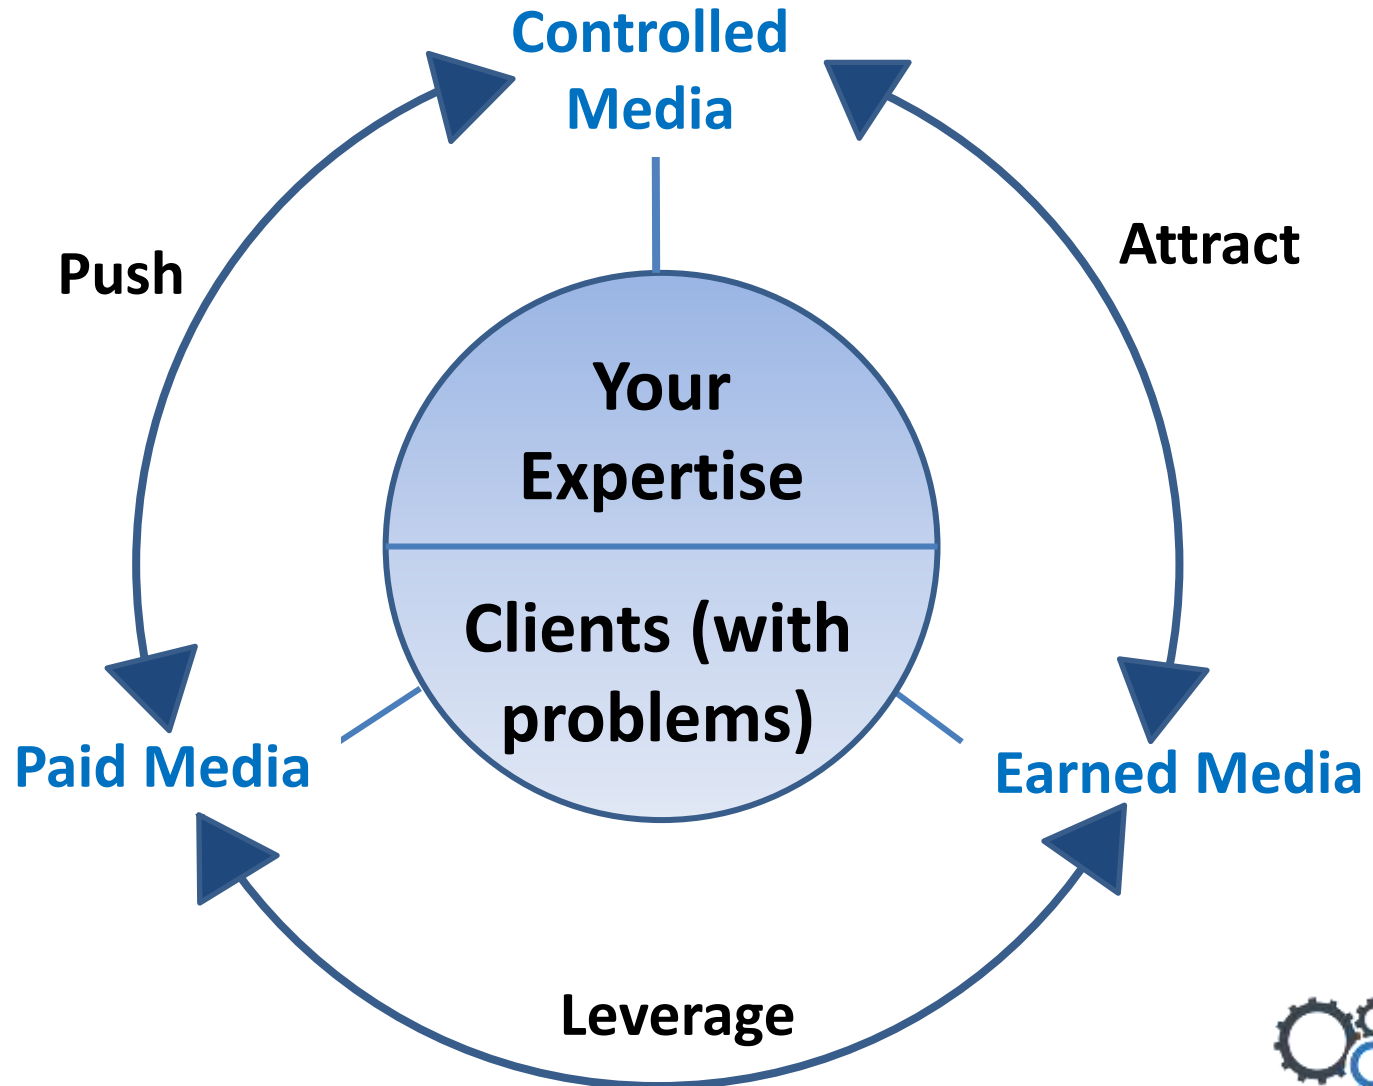 Controlled
Media
Push
Attract
Your
Expertise
Clients (with
problems)
Paid Media
Earned Media
Leverage